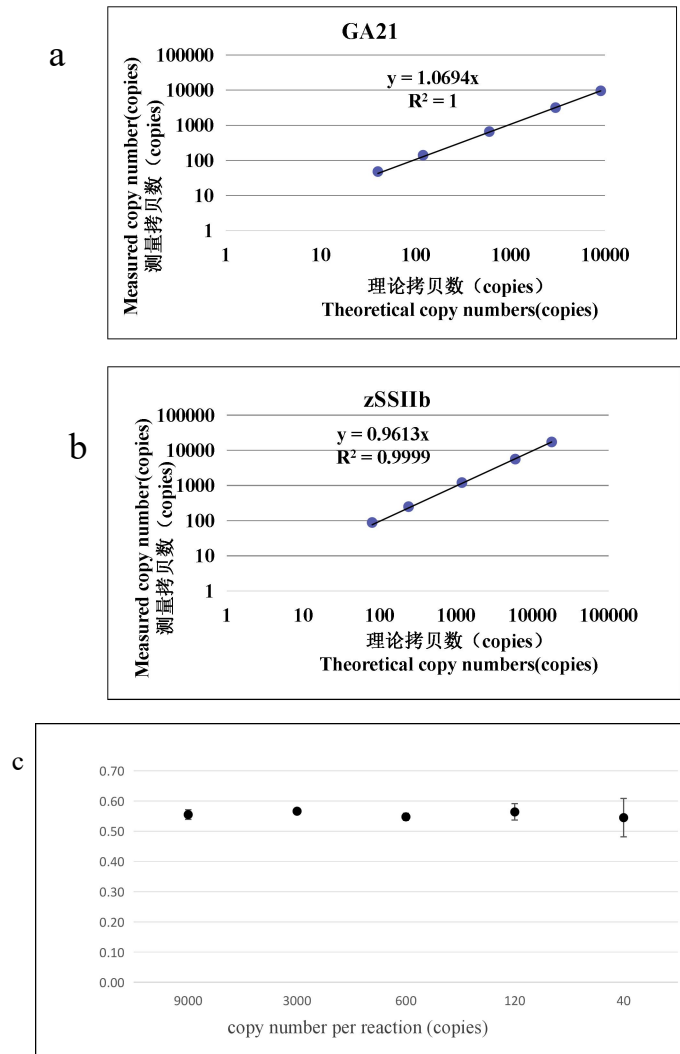 a
GA21
y = 1.0694x
R² = 1
100000
10000
1000
100
10
1
1 10 100 1000 10000
Measured copy number(copies)
测量拷贝数（copies)
理论拷贝数（copies）
Theoretical copy numbers(copies)
b
zSSIIb
y = 0.9613x
R² = 0.9999
100000
10000
1000
100
10
1
1 10 100 1000 10000 100000
Measured copy number(copies)
测量拷贝数（copies)
理论拷贝数（copies）
Theoretical copy numbers(copies)
c
0.70
0.60
0.50
0.40
0.30
0.20
0.10
0.00
9000 3000 600 120 40
copy number per reaction (copies)